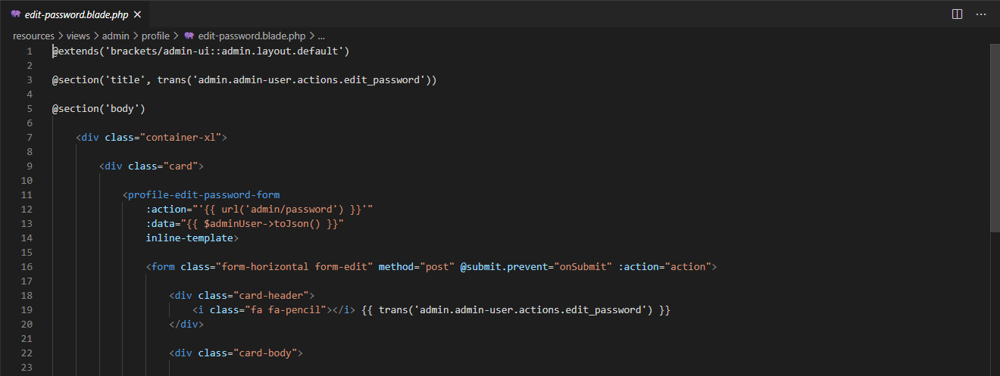 edit-password.blade.php ×
resources > views > admin > profile > edit-password.blade.php > ...
1 @extends('brackets/admin-ui::admin.layout.default')
2
3 @section('title', trans('admin.admin-user.actions.edit_password'))
4
5 @section('body')
6
7 <div class="container-xl">
8
9 <div class="card">
10
11 <profile-edit-password-form
12 :action="'{{ url('admin/password') }}'"
13 :data="{{ $adminUser->toJson() }}"
14 inline-template>
15
16 <form class="form-horizontal form-edit" method="post" @submit.prevent="onSubmit" :action="action">
17
18 <div class="card-header">
19 <i class="fa fa-pencil"></i> {{ trans('admin.admin-user.actions.edit_password') }}
20 </div>
21
22 <div class="card-body">
23